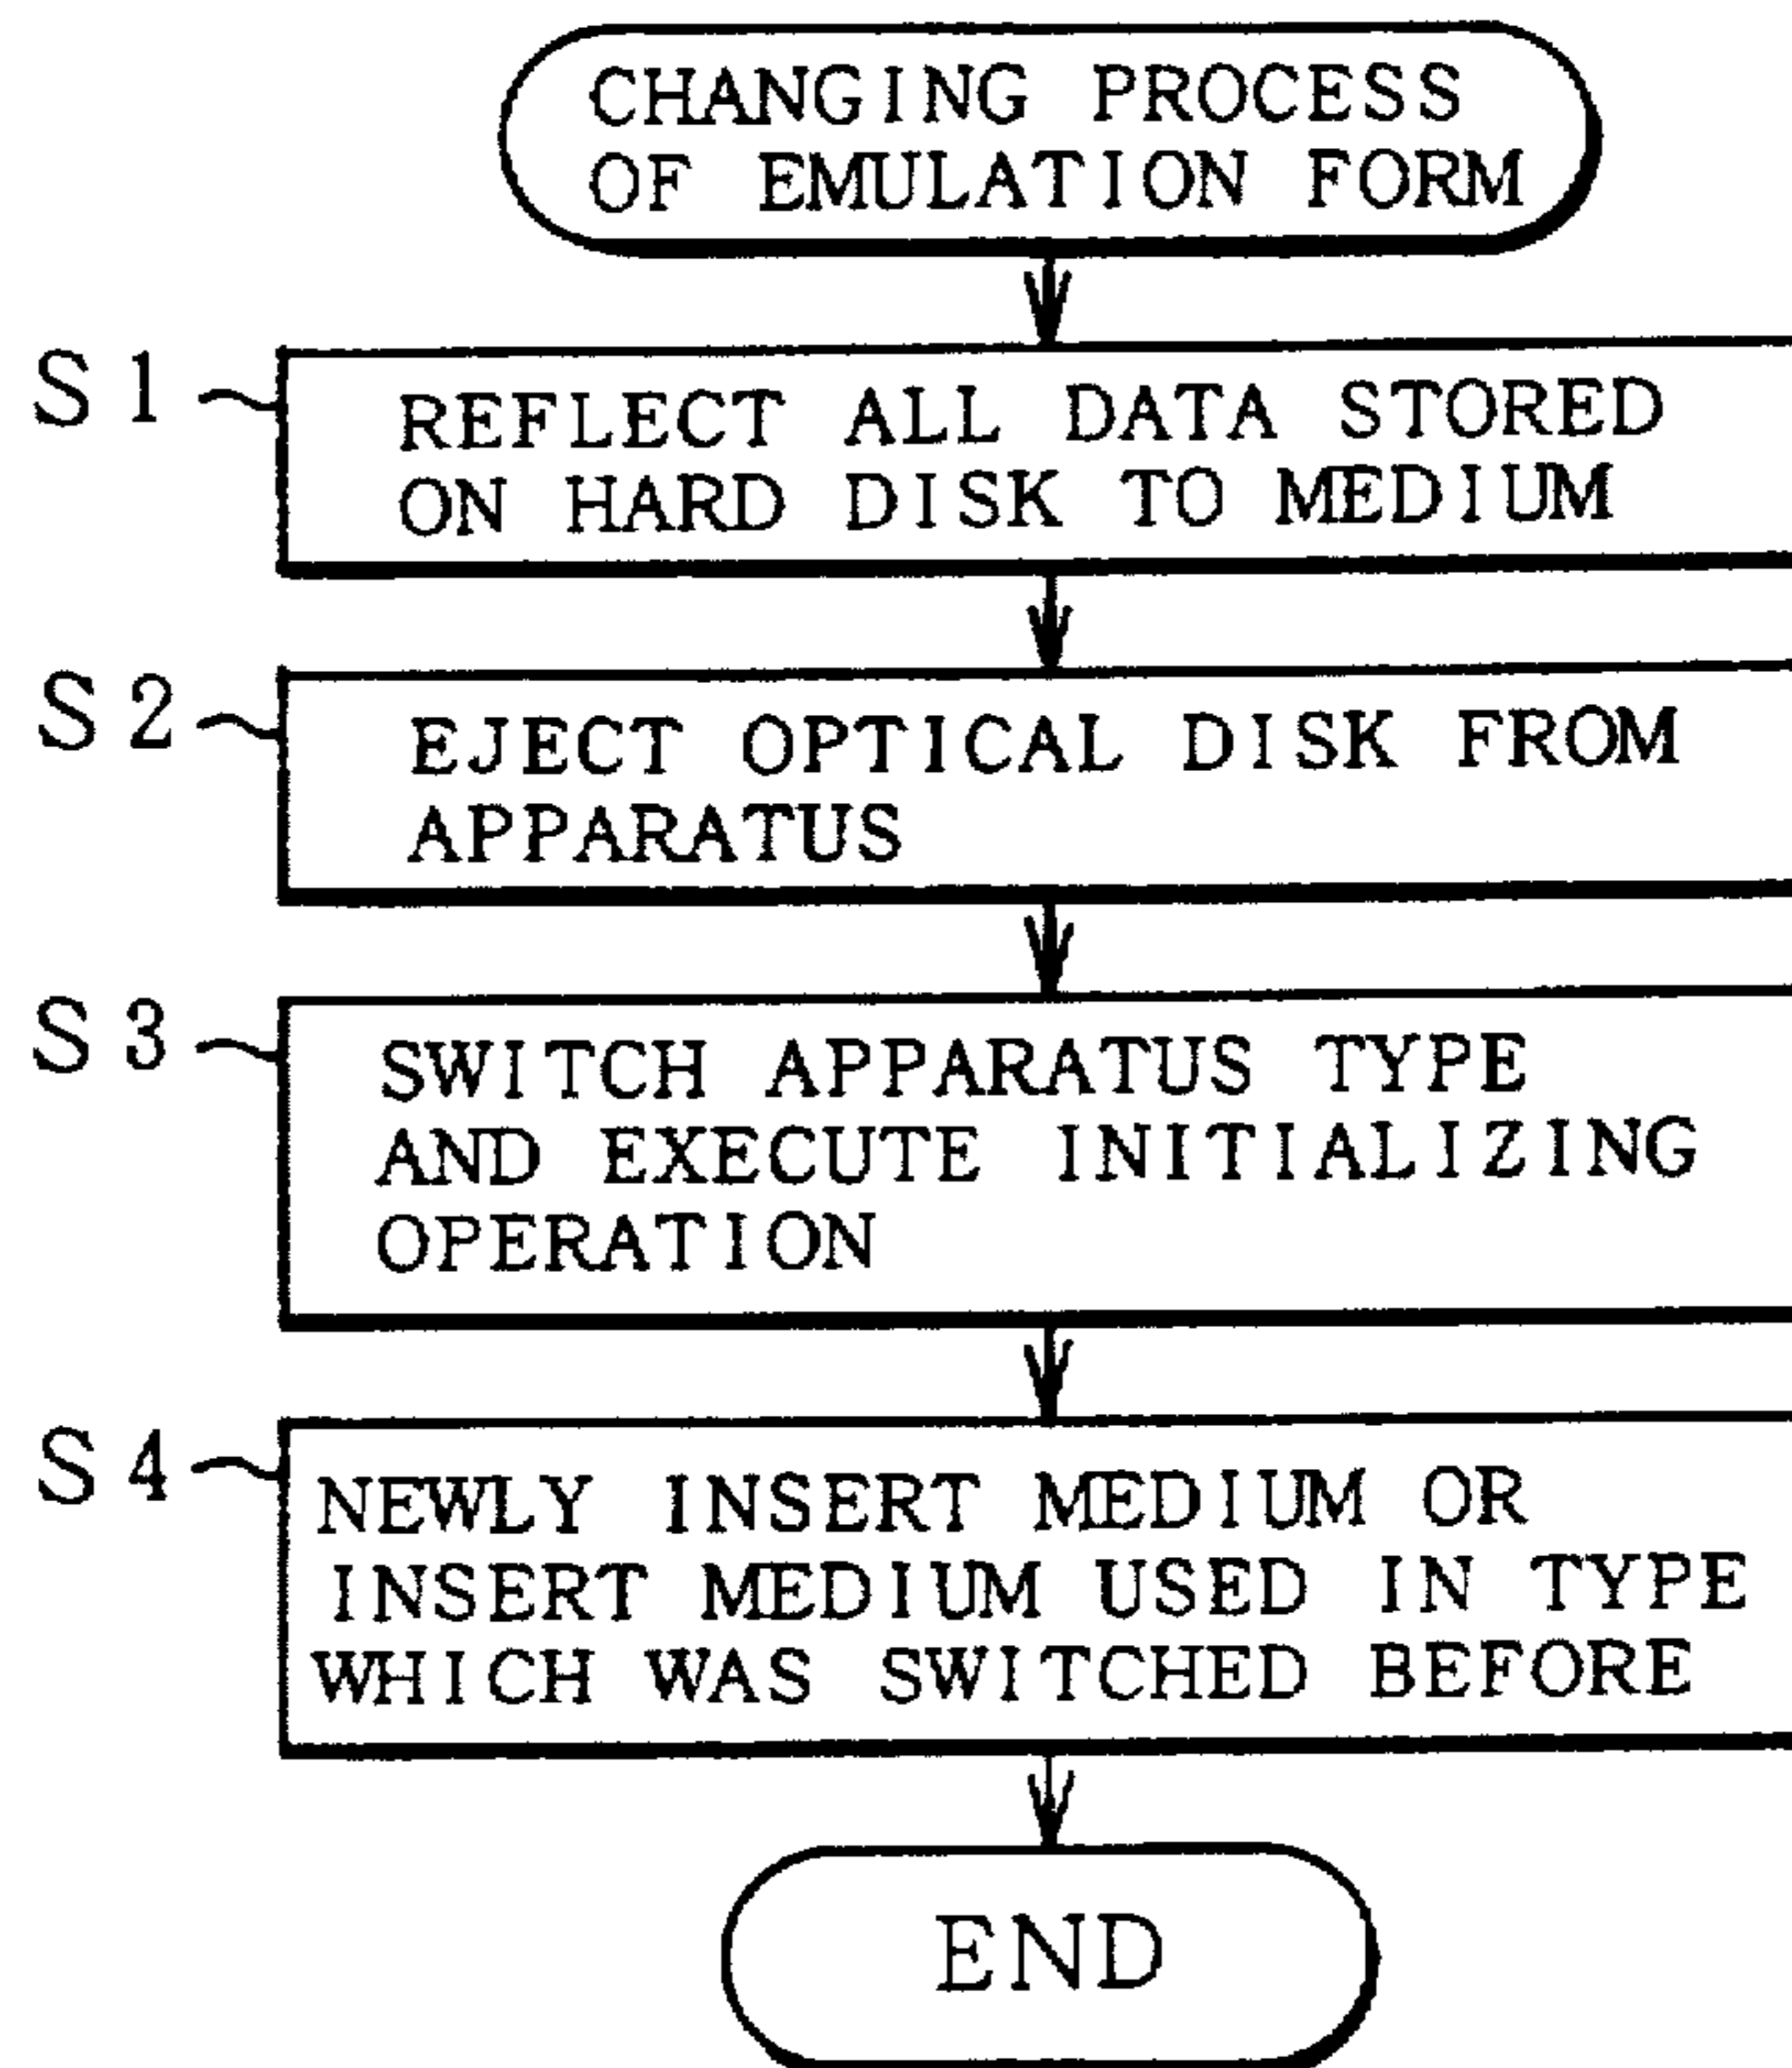 CHANGING PROCESS
OF EMULATION FORM
S1
REFLECT ALL DATA STORED
ON HARD DISK TO MEDIUM
S2
EJECT OPTICAL DISK FROM
APPARATUS
S3
SWITCH APPARATUS TYPE
AND EXECUTE INITIALIZING
OPERATION
S4
NEWLY INSERT MEDIUM OR
INSERT MEDIUM USED IN TYPE
WHICH WAS SWITCHED BEFORE
END